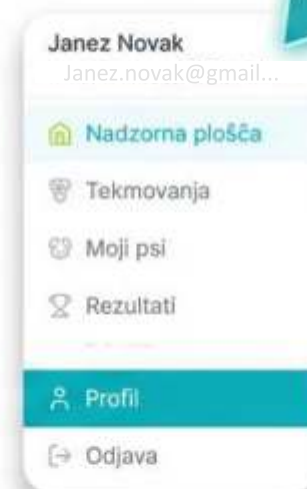 Janez Novak
Janez.novak@gmail...
Nadzorna plošča
Tekmovanja
Moji psi
Rezultati
Profil
Odjava